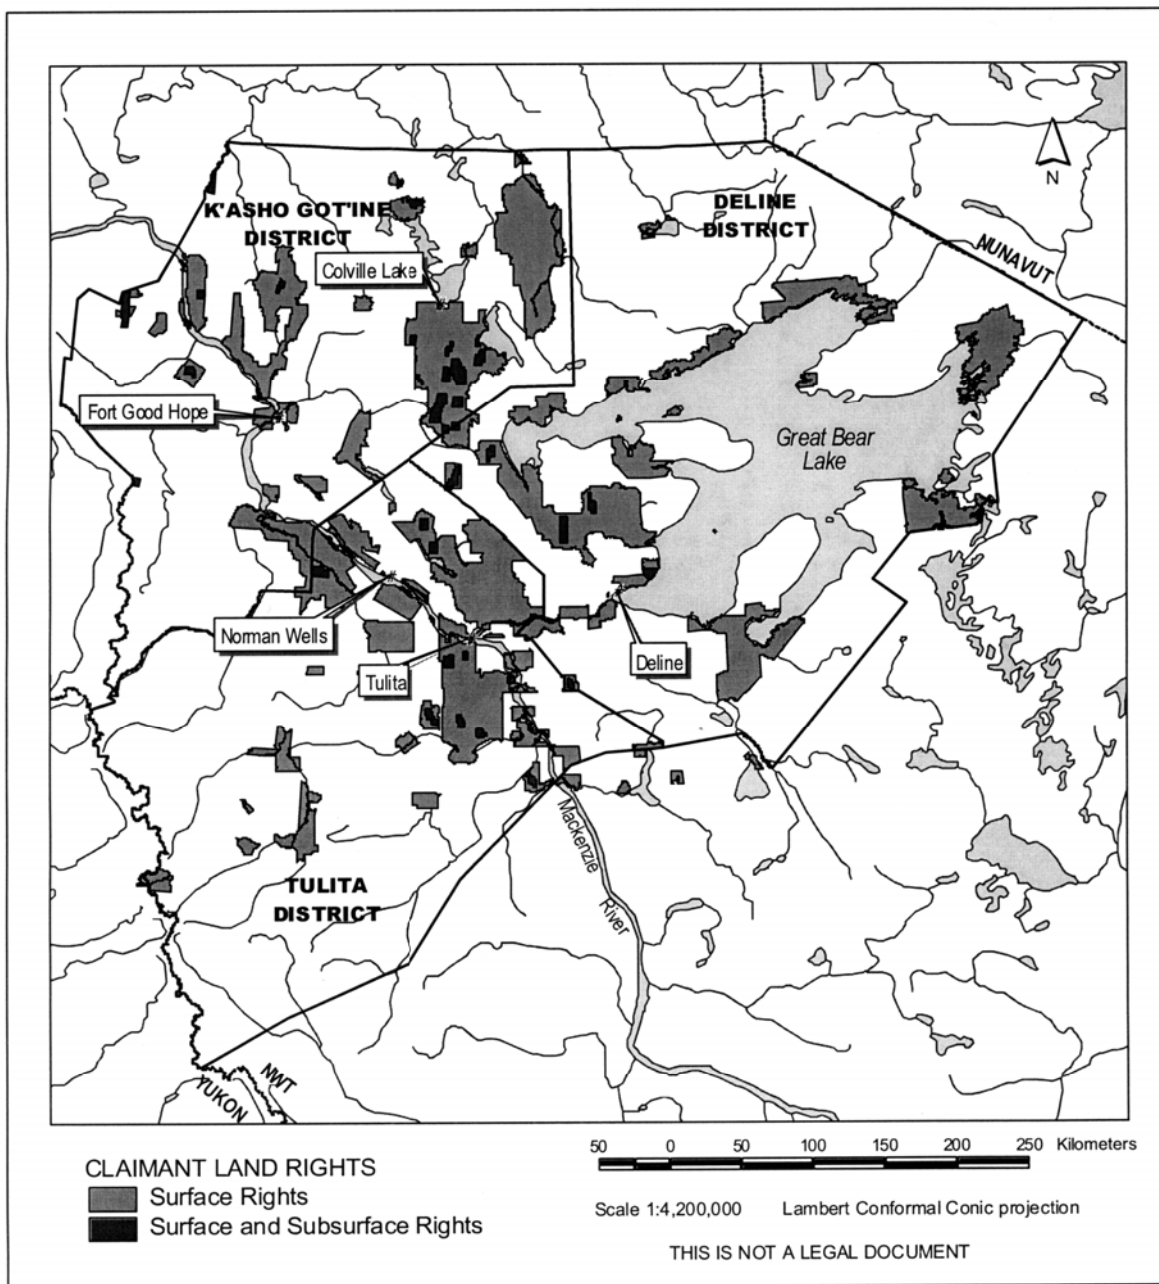 K'ASHO GOT'INE
DISTRICT
Colville Lake
DELINE
DISTRICT
N
NUNAVUT
Fort Good Hope
Great Bear
Lake
Norman Wells
Tulita
Deline
Mackenzie
River
TULITA
DISTRICT
NWT
YUKON
CLAIMANT LAND RIGHTS
Surface Rights
Surface and Subsurface Rights
50 0 50 100 150 200 250 Kilometers
Scale 1:4,200,000 Lambert Conformal Conic projection
THIS IS NOT A LEGAL DOCUMENT